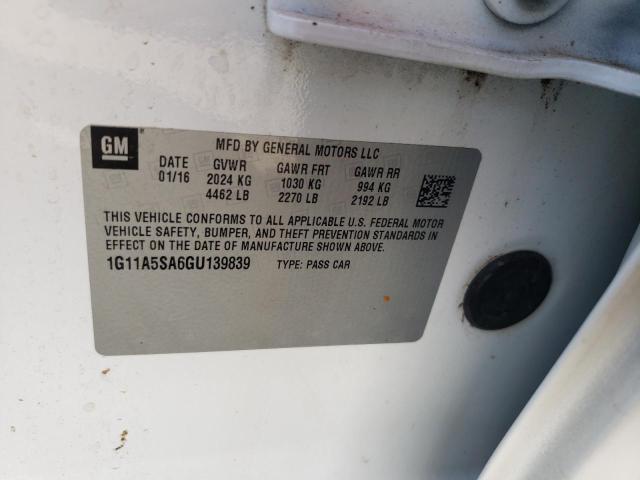 GM
MFD BY GENERAL MOTORS LLC
DATE GVWR GAWR FRT GAWR RR
01/16 2024 KG 1030 KG 994 KG
4462 LB 2270 LB 2192 LB
THIS VEHICLE CONFORMS TO ALL APPLICABLE U.S. FEDERAL MOTOR
VEHICLE SAFETY, BUMPER, AND THEFT PREVENTION STANDARDS IN
EFFECT ON THE DATE OF MANUFACTURE SHOWN ABOVE.
1G11A5SA6GU139839 TYPE: PASS CAR